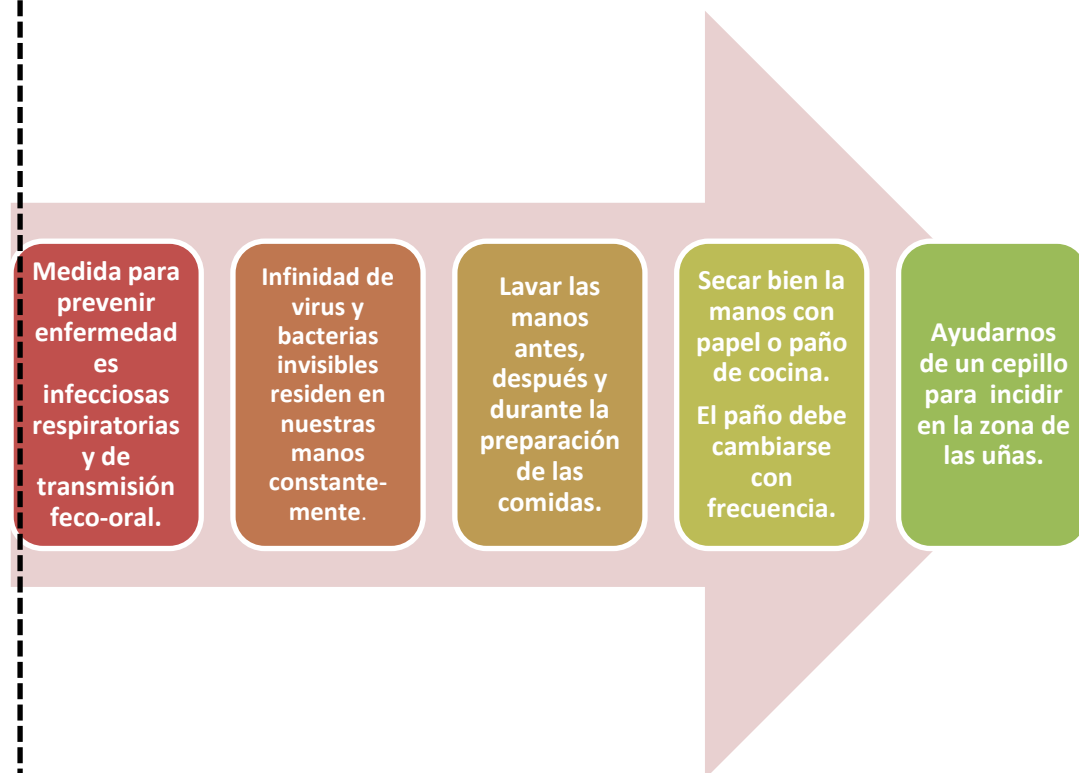 Medida para
prevenir
enfermedad
es
infecciosas
respiratorias
y de
transmisión
feco-oral.
Infinidad de
virus y
bacterias
invisibles
residen en
nuestras
manos
constante-
mente.
Lavar las
manos
antes,
después y
durante la
preparación
de las
comidas.
Secar bien la
manos con
papel o paño
de cocina.
El paño debe
cambiarse
con
frecuencia.
Ayudarnos
de un cepillo
para incidir
en la zona de
las uñas.